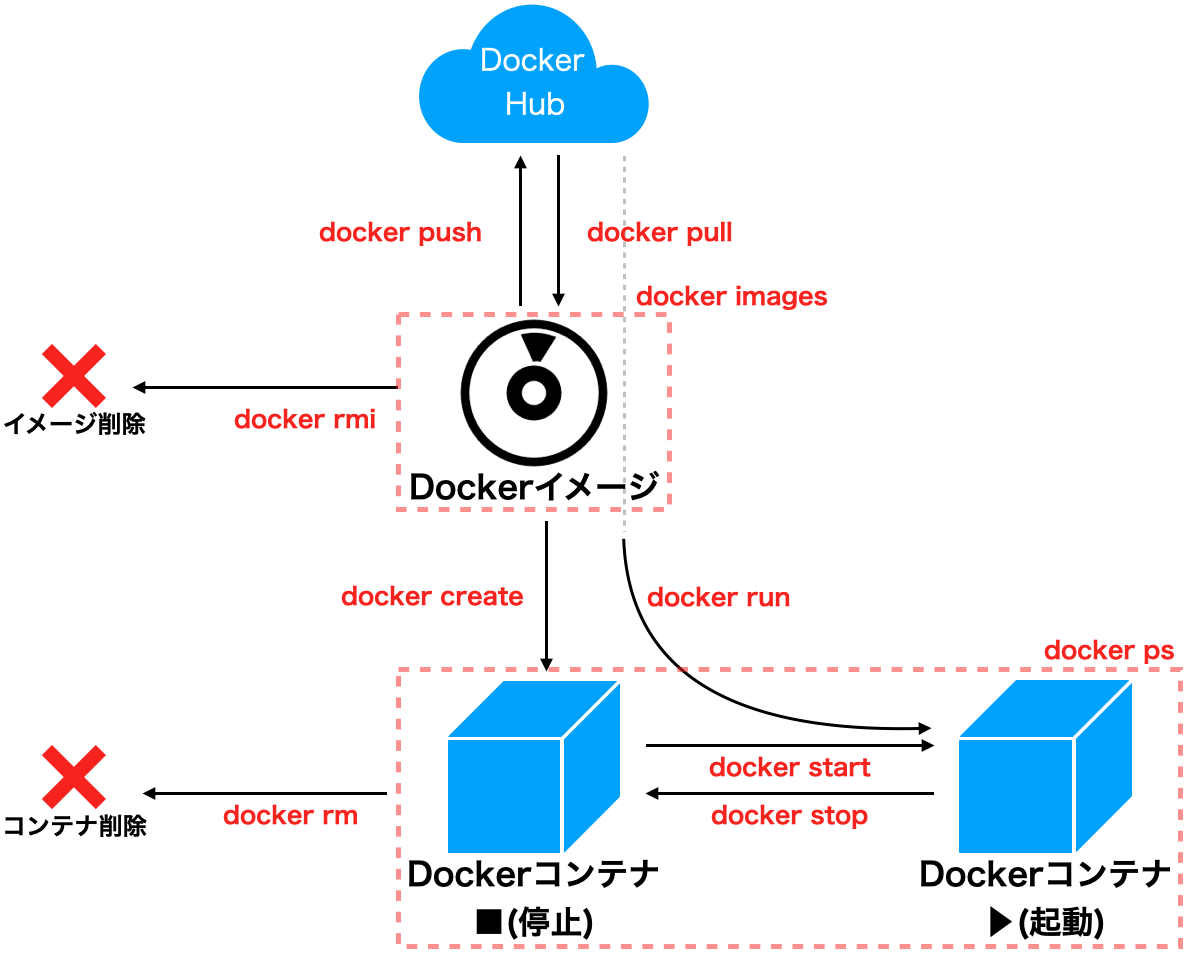 Docker
Hub
docker push
docker pull
docker images
イメージ削除
docker rmi
Dockerイメージ
docker create
docker run
docker ps
docker start
docker stop
コンテナ削除
docker rm
Dockerコンテナ
■(停止)
Dockerコンテナ
▶(起動)